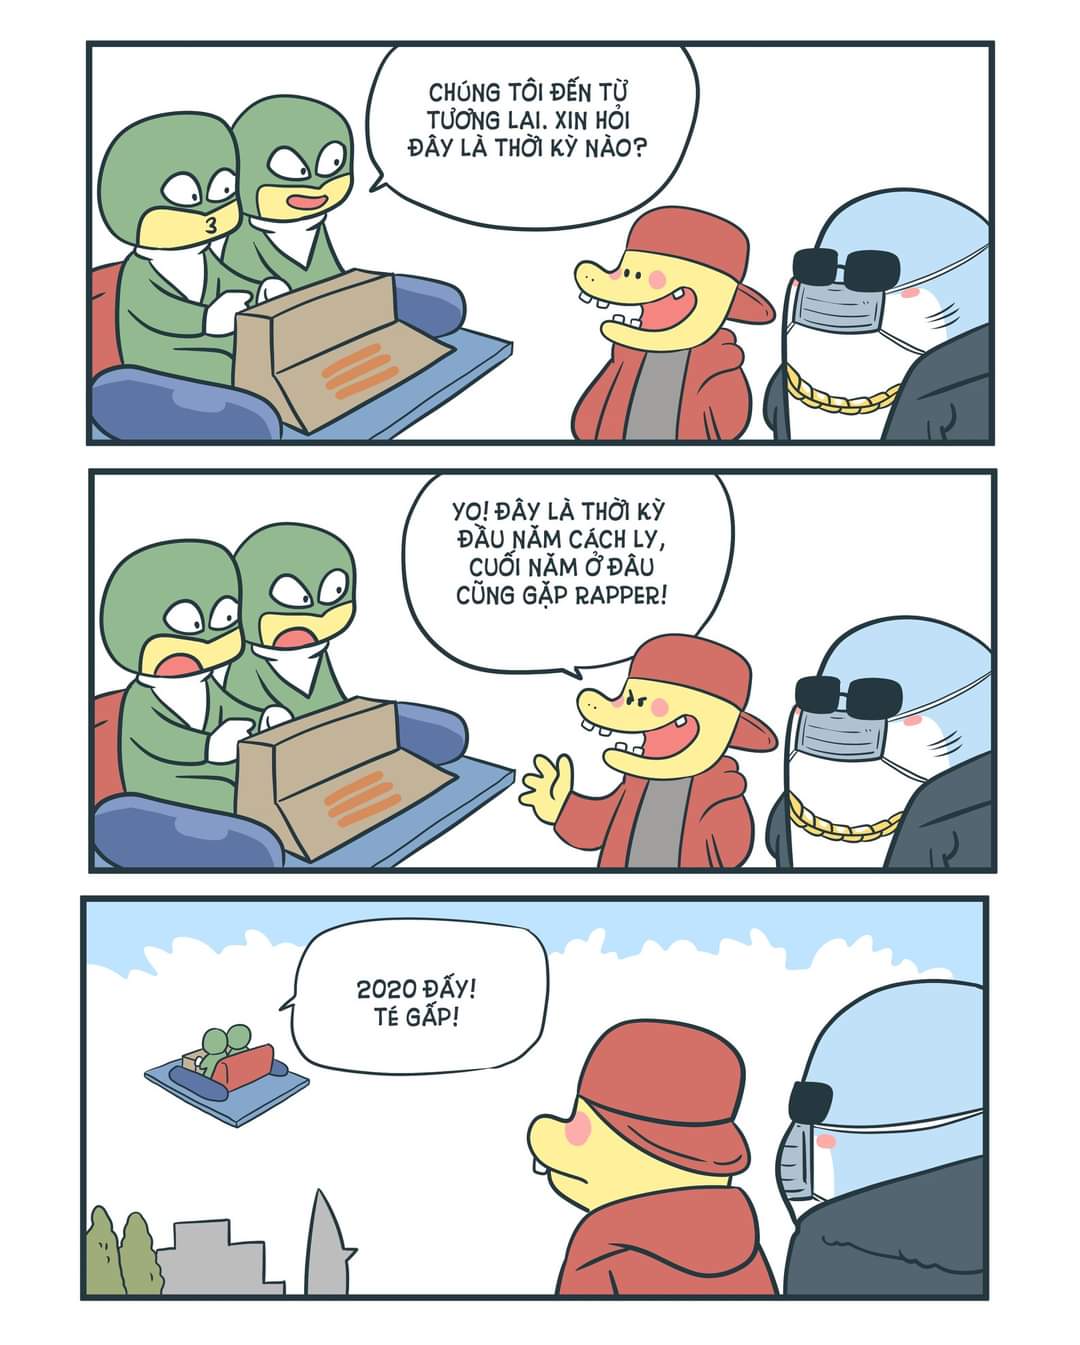 CHÚNG TÔI ĐẾN TỪ
TƯƠNG LAI. XIN HỎI
ĐÂY LÀ THỜI KỲ NÀO?
YO! ĐÂY LÀ THỜI KỲ
ĐẦU NĂM CÁCH LY,
CUỐI NĂM Ở ĐÂU
CŨNG GẶP RAPPER!
2020 ĐẤY!
TÉ GẤP!